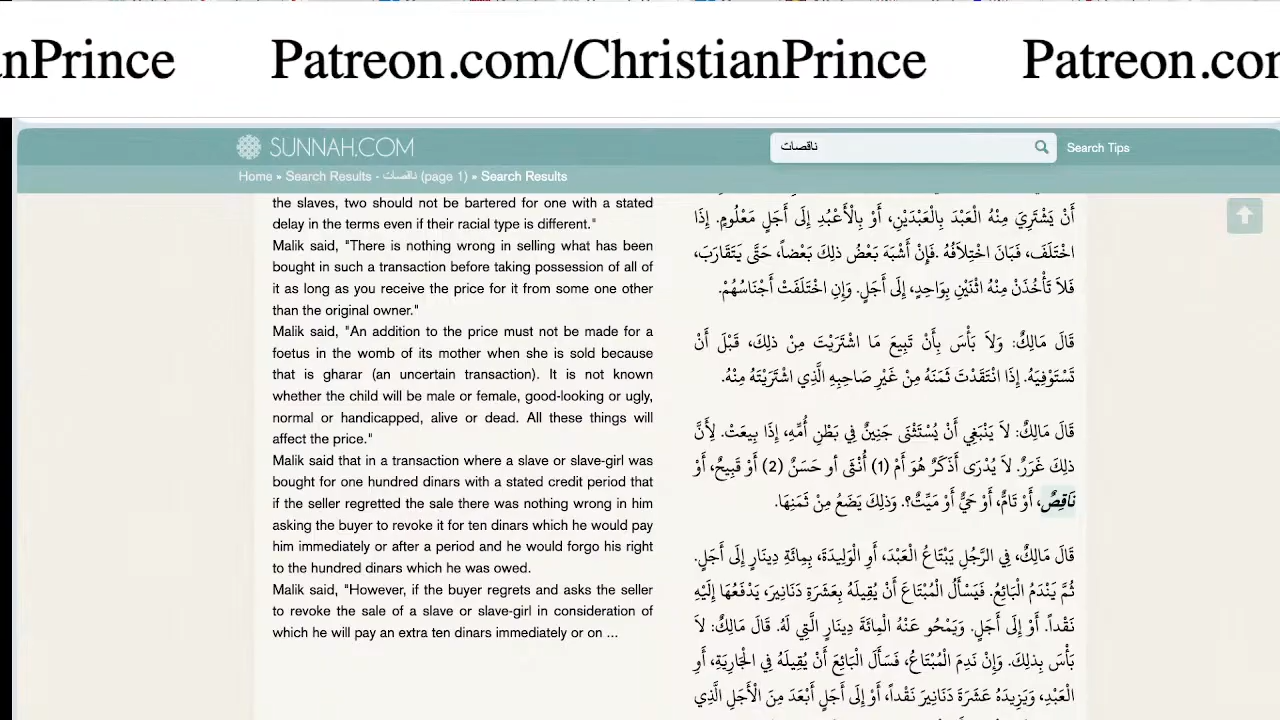 nPrince Patreon.com/ChristianPrince Patreon.cor
SUNNAH.COM
ناقصات
Search Tips
Home » Search Results - ناقصات (page 1) » Search Results
the slaves, two should not be bartered for one with a stated
delay in the terms even if their racial type is different."
Malik said, "There is nothing wrong in selling what has been
bought in such a transaction before taking possession of all of
it as long as you receive the price for it from some one other
than the original owner."
Malik said, "An addition to the price must not be made for a
foetus in the womb of its mother when she is sold because
that is gharar (an uncertain transaction). It is not known
whether the child will be male or female, good-looking or ugly,
normal or handicapped, alive or dead. All these things will
affect the price."
Malik said that in a transaction where a slave or slave-girl was
bought for one hundred dinars with a stated credit period that
if the seller regretted the sale there was nothing wrong in him
asking the buyer to revoke it for ten dinars which he would pay
him immediately or after a period and he would forgo his right
to the hundred dinars which he was owed.
Malik said, "However, if the buyer regrets and asks the seller
to revoke the sale of a slave or slave-girl in consideration of
which he will pay an extra ten dinars immediately or on ...
أَنْ يَشْتَرِيَ مِنْهُ الْعَبْدَ بِالْعَبْدَيْنِ، أَوْ بِالْأَعْبُدِ إِلَى أَجَلٍ مَعْلُومٍ. إِذَا
اخْتَلَفَ، فَبَانَ اخْتِلاَفُهُ .فَإِنْ أَشْبَهَ بَعْضُ ذلِكَ بَعْضاً، حَتَّى يَتَقَارَبَ،
فَلاَ تَأْخُذَنْ مِنْهُ اثْنَيْنِ بِوَاحِدٍ، إِلَى أَجَلٍ. وَإِنِ اخْتَلَفَتْ أَجْنَاسُهُمْ.
قَالَ مَالِكٌ: وَلاَ بَأْسَ بِأَنْ تَبِيعَ مَا اشْتَرَيْتَ مِنْ ذلِكَ، قَبْلَ أَنْ
تَسْتَوْفِيَهُ. إِذَا انْتَقَدْتَ ثَمَنَهُ مِنْ غَيْرِ صَاحِبِهِ الَّذِي اشْتَرَيْتَهُ مِنْهُ.
قَالَ مَالِكٌ: لاَ يَنْبَغِي أَنْ يُسْتَثْنَى جَنِينٌ فِي بَطْنِ أُمِّهِ، إِذَا بِيعَتْ. لِأَنَّ
ذلِكَ غَرَرٌ. لاَ يُدْرَى أَذَكَرٌ هُوَ أَمْ (1) أُنْثَى أو حَسَنٌ (2) أَوْ قَبِيحٌ، أَوْ
نَاقِصٌ، أَوْ تَامٌّ، أَوْ حَيٌّ أَوْ مَيِّتٌ؟. وَذلِكَ يَضَعُ مِنْ ثَمَنِهَا.
قَالَ مَالِكٌ، فِي الرَّجُلِ يَبْتَاعُ الْعَبْدَ، أَوِ الْوَلِيدَةَ، بِمِائَةِ دِينَارٍ إِلَى أَجَلٍ.
ثُمَّ يَنْدَمُ الْبَائِعُ. فَيَسْأَلُ الْمُبْتَاعَ أَنْ يُقِيلَهُ بِعَشَرَةِ دَنَانِيرَ، يَدْفَعُهَا إِلَيْهِ
نَقْداً. أَوْ إِلَى أَجَلٍ. وَيَمْحُو عَنْهُ الْمِائَةَ دِينَارٍ الَّتِي لَهُ. قَالَ مَالِكٌ: لاَ
بَأْسَ بِذلِكَ. وَإِنْ نَدِمَ الْمُبْتَاعُ، فَسَأَلَ الْبَائِعَ أَنْ يُقِيلَهُ فِي الْجَارِيَةِ، أَوِ
الْعَبْدِ، وَيَزِيدَهُ عَشَرَةَ دَنَانِيرَ نَقْداً، أَوْ إِلَى أَجَلٍ أَبْعَدَ مِنَ الْأَجَلِ الَّذِي